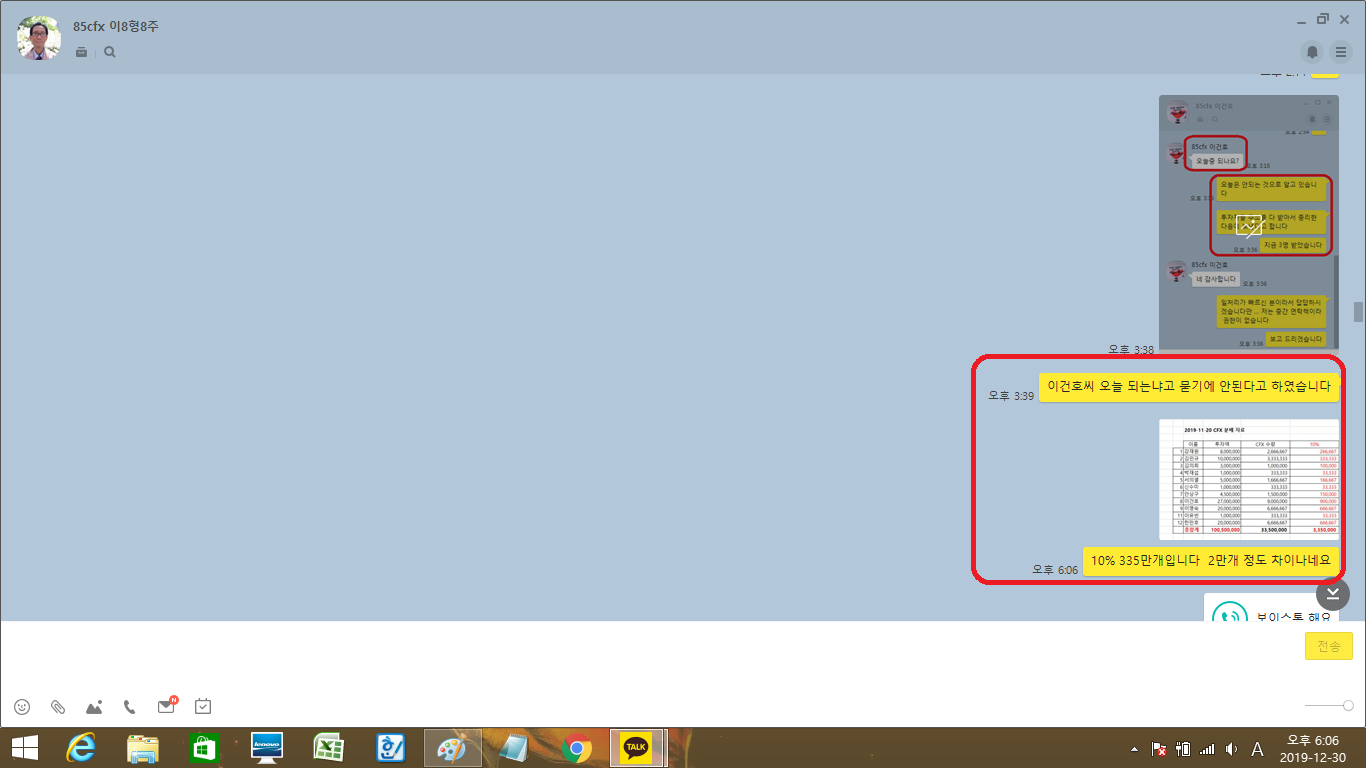 85cfx 이8형8주
85cfx 이건호
85cfx 이건호
오늘중 되나요?
오후 3:18
오늘은 안되는 것으로 알고 있습니
다
다 받아서 정리한
합니다
지금 3명 받았습니다
오후 3:36
85cfx 이건호
네 감사합니다
오후 3:36
일처리가 빠르신 분이라서 답답하시
겠습니다만 ... 저는 중간 연락책이라
권한이 없습니다
보고 드리겠습니다
오후 3:36
오후 3:38
이건호씨 오늘 되는냐고 묻기에 안된다고 하였습니다
오후 3:39
2019-11-20 CFX 분배 자료
이름 투자액 CFX 수량 10%
1 강재원 8,000,000 2,666,667 266,667
2 김민규 10,000,000 3,333,333 333,333
3 김의희 3,000,000 1,000,000 100,000
4 박재섭 1,000,000 333,333 33,333
5 서의열 5,000,000 1,666,667 166,667
6 신수미 1,000,000 333,333 33,333
7 안상구 4,500,000 1,500,000 150,000
8 이건호 27,000,000 9,000,000 900,000
9 이명숙 20,000,000 6,666,667 666,667
11 이유빈 1,000,000 333,333 33,333
12 한민호 20,000,000 6,666,667 666,667
총합계 100,500,000 33,500,000 3,350,000
10% 335만개입니다  2만개 정도 차이나네요
오후 6:06
보이스톡 해요
전송
N
lenovo
TALK
A
오후 6:06
2019-12-30